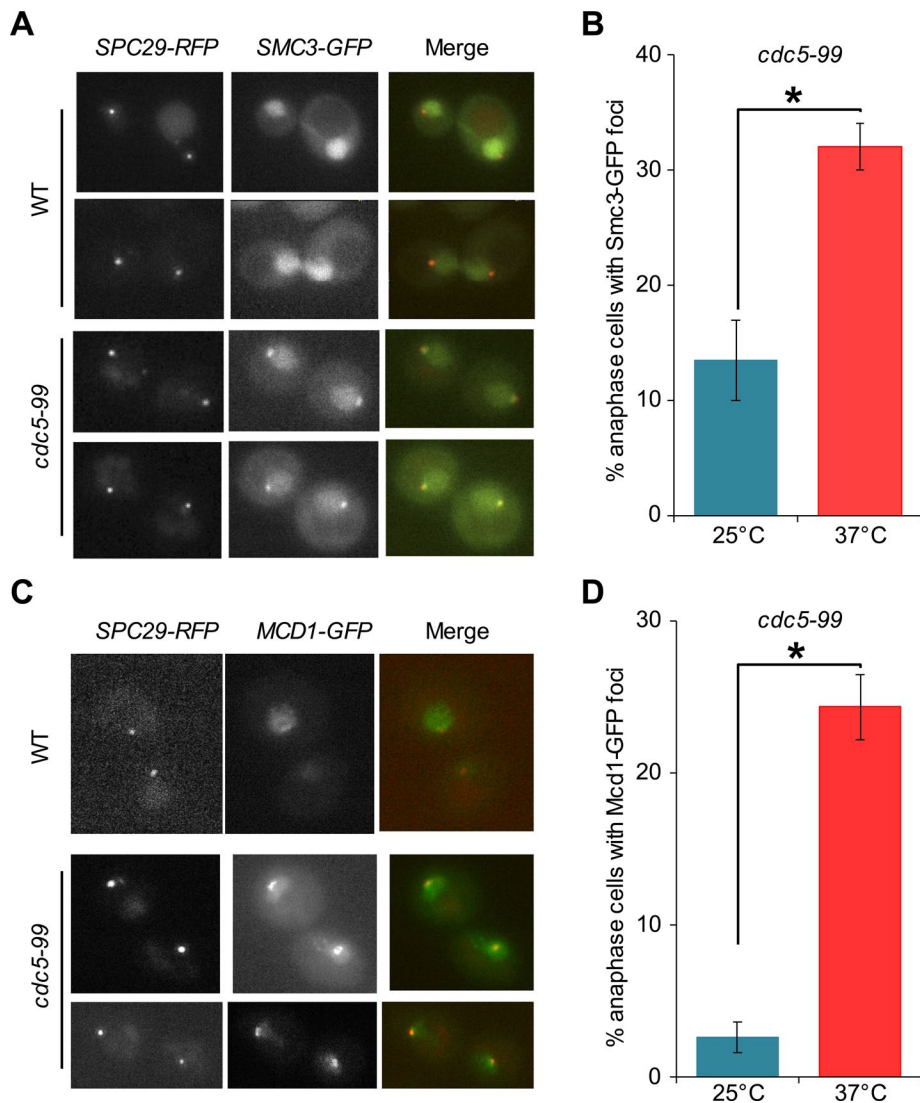 A
SPC29-RFP SMC3-GFP Merge
WT
cdc5-99
B
cdc5-99
*
% anaphase cells with Smc3-GFP foci
40
30
20
10
0
25°C 37°C
C
SPC29-RFP MCD1-GFP Merge
WT
cdc5-99
D
cdc5-99
*
% anaphase cells with Mcd1-GFP foci
30
20
10
0
25°C 37°C